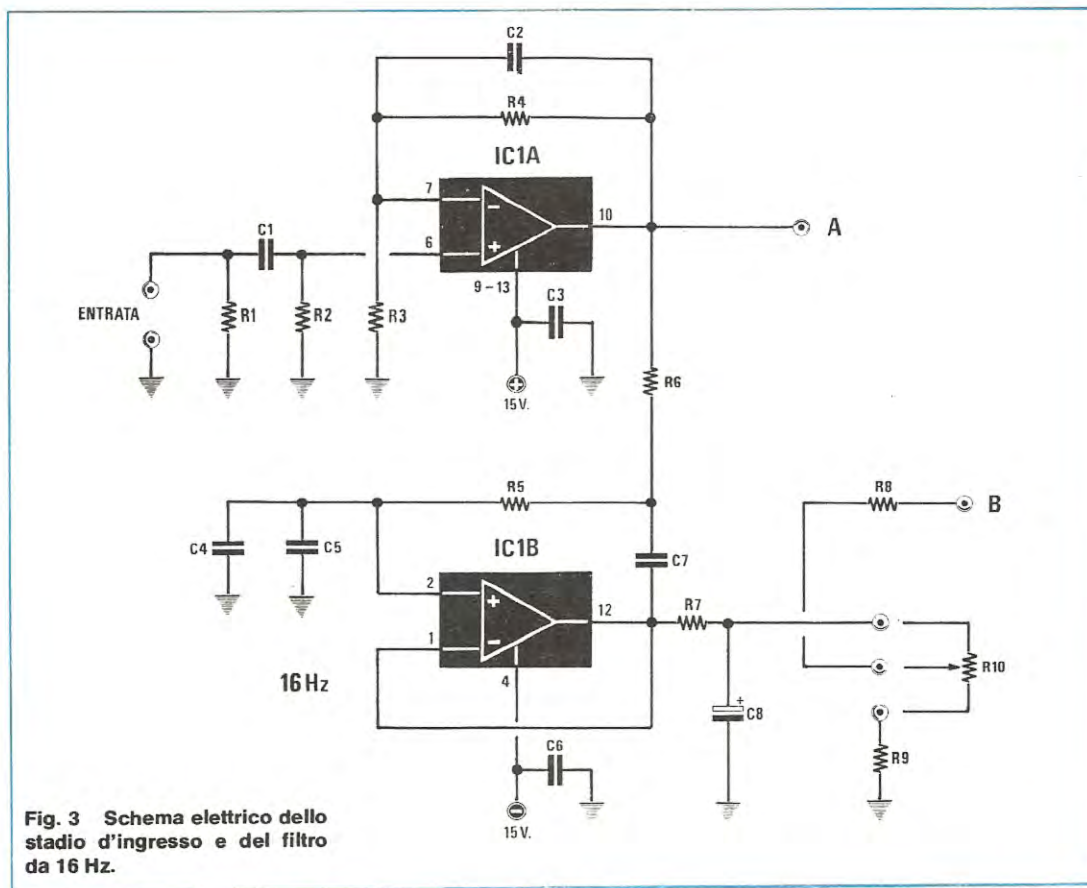 C2
R4
IC1A
7
-
10
A
6
+
C1
9-13
C3
ENTRATA
R1
R2
R3
+
15V.
R6
R5
R8
B
C4
C5
IC1B
C7
2
+
12
R7
1
-
4
R10
16 Hz
+
C8
C6
R9
-
15V.
Fig. 3 Schema elettrico dello
stadio d'ingresso e del filtro
da 16 Hz.